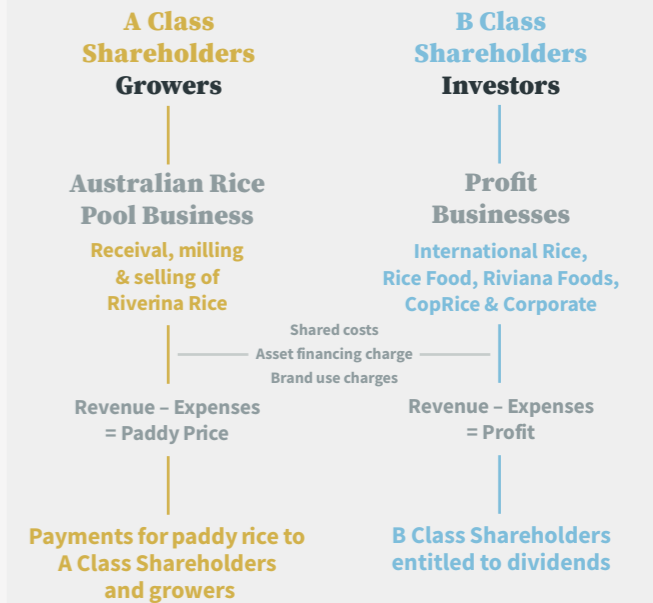 A Class
Shareholders
Growers
Australian Rice
Pool Business
Receival, milling
& selling of
Riverina Rice
Revenue – Expenses
= Paddy Price
Payments for paddy rice to
A Class Shareholders
and growers
Shared costs
Asset financing charge
Brand use charges
B Class
Shareholders
Investors
Profit
Businesses
International Rice,
Rice Food, Riviana Foods,
CopRice & Corporate
Revenue – Expenses
= Profit
B Class Shareholders
entitled to dividends